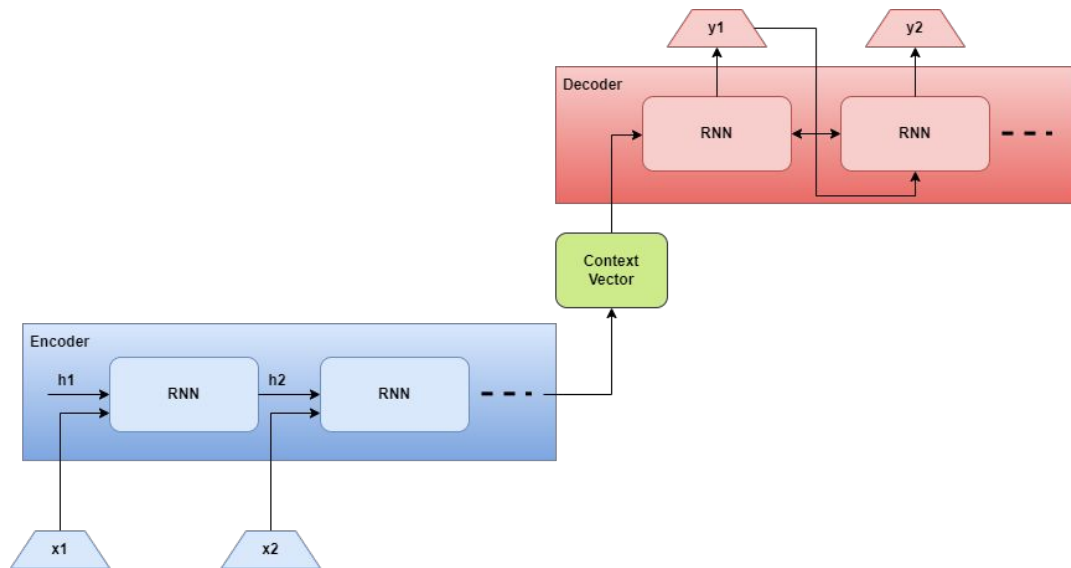 y1
y2
Decoder
RNN
RNN
Context
Vector
Encoder
h1
RNN
h2
RNN
x1
x2